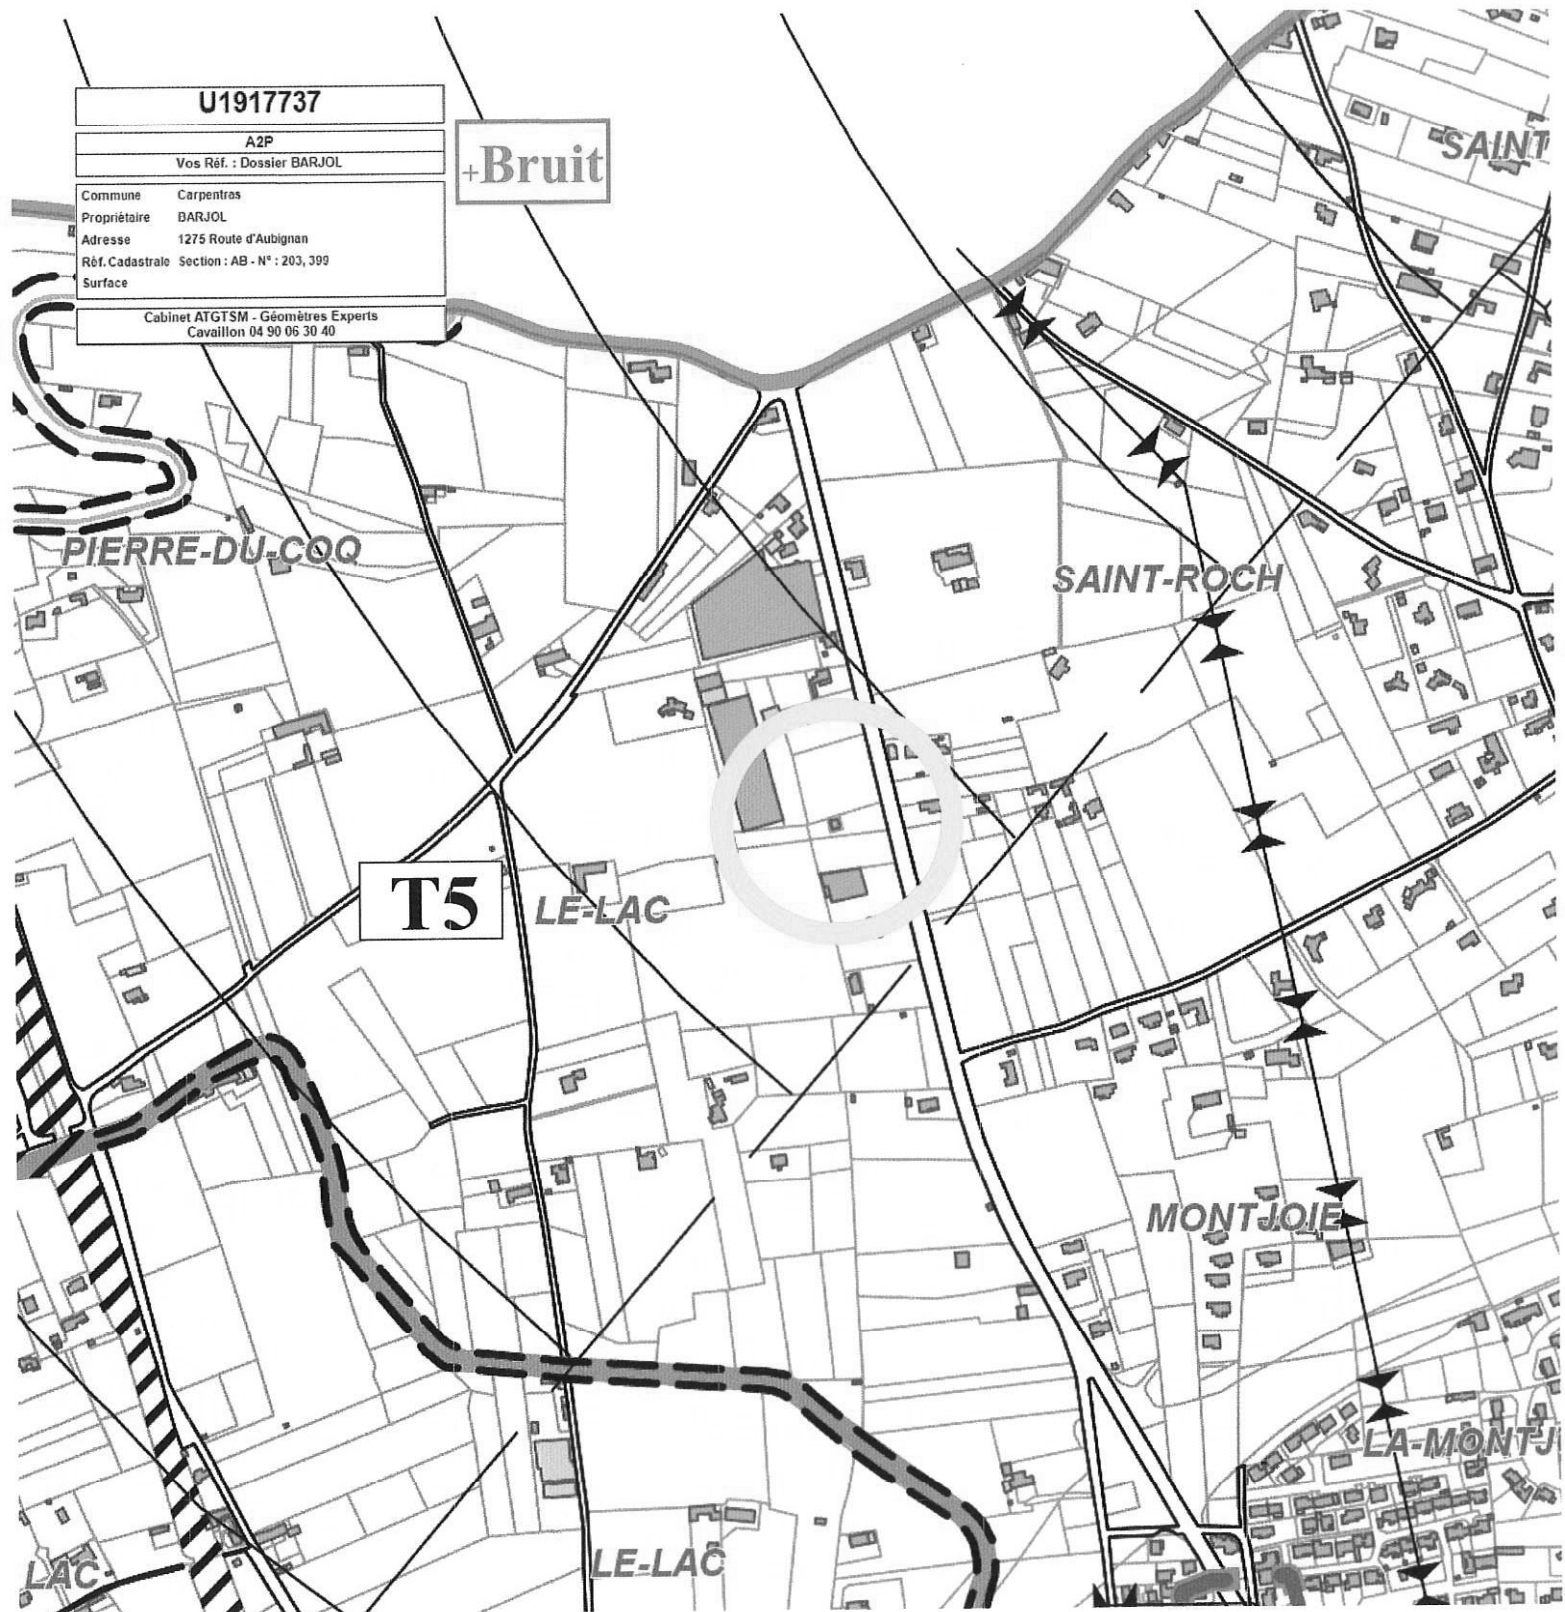 U1917737
A2P
Vos Réf. : Dossier BARJOL
Commune Carpentras
Propriétaire BARJOL
Adresse 1275 Route d'Aubignan
Réf. Cadastrale Section : AB - N° : 203, 399
Surface
Cabinet ATGTSM - Géomètres Experts
Cavaillon 04 90 06 30 40
+Bruit
SAINT
PIERRE-DU-COQ
SAINT-ROCH
T5
LE-LAC
MONTJOIE
LA-MONTJ
LAC
LE-LAC